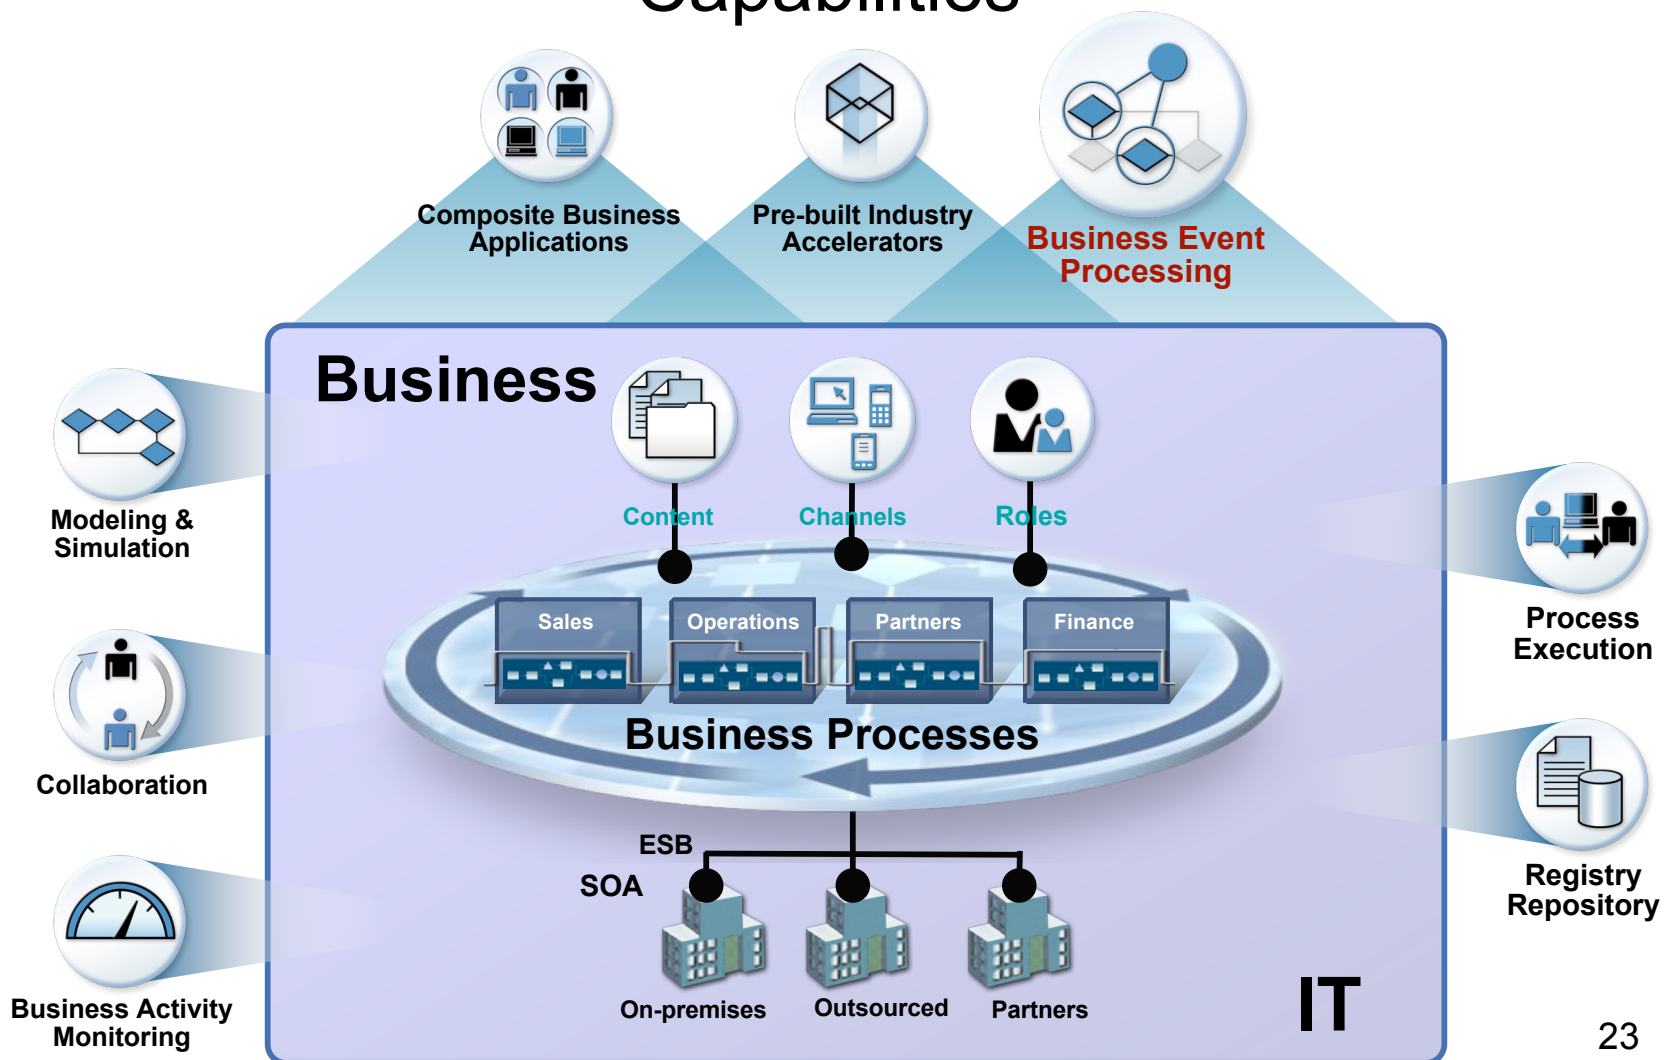 Capabilities
Composite Business
Applications
Pre-built Industry
Accelerators
Business Event
Processing
Business
Modeling &
Simulation
Content
Channels
Roles
Process
Execution
Sales
Operations
Partners
Finance
Business Processes
Collaboration
ESB
SOA
Registry
Repository
On-premises
Outsourced
Partners
IT
Business Activity
Monitoring
23